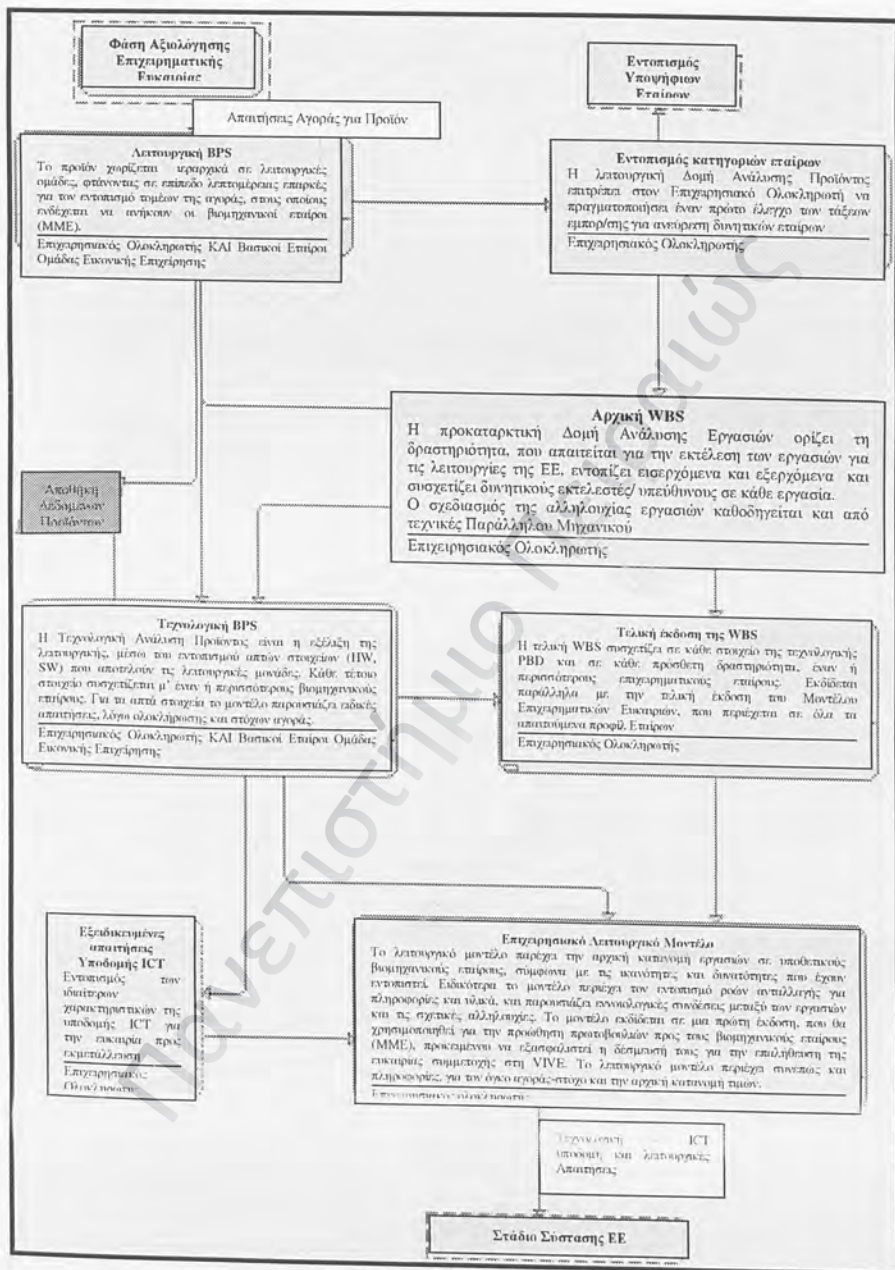 Φάση Αξιολόγησης
Επιχειρηματικής
Ευκαιρίας
Εντοπισμός
Υποψήφιων
Εταίρων
Απαιτήσεις Αγοράς για Προϊόν
Λειτουργική BPS
Το προϊόν χωρίζεται ιεραρχικά σε λειτουργικές
ομάδες, φτάνοντας σε επίπεδο λεπτομέρειας επαρκές
για τον εντοπισμό τομέων της αγοράς, στους οποίους
ενδέχεται να ανήκουν οι βιομηχανικοί εταίροι
(ΜΜΕ).
Επιχειρησιακός Ολοκληρωτής ΚΑΙ Βασικοί Εταίροι
Ομάδας Εικονικής Επιχείρησης
Εντοπισμός κατηγοριών εταίρων
Η λειτουργική Δομή Ανάλυσης Προϊόντος
επιτρέπει στον Επιχειρησιακό Ολοκληρωτή να
πραγματοποιήσει έναν πρώτο έλεγχο των τάξεων
εμπορ/σης για ανεύρεση δυνητικών εταίρων
Επιχειρησιακός Ολοκληρωτής
Αρχική WBS
Η προκαταρκτική Δομή Ανάλυσης Εργασιών ορίζει τη
δραστηριότητα, που απαιτείται για την εκτέλεση των εργασιών για
τις λειτουργίες της ΕΕ, εντοπίζει εισερχόμενα και εξερχόμενα και
συσχετίζει δυνητικούς εκτελεστές/ υπεύθυνους σε κάθε εργασία.
Ο σχεδιασμός της αλληλουχίας εργασιών καθοδηγείται και από
τεχνικές Παράλληλου Μηχανικού
Επιχειρησιακός Ολοκληρωτής
Αποθήκη
Δεδομένων
Προϊόντων
Τεχνολογική BPS
Η Τεχνολογική Ανάλυση Προϊόντος είναι η εξέλιξη της
λειτουργικής, μέσω του εντοπισμού απτών στοιχείων (HW,
SW) που αποτελούν τις λειτουργικές μονάδες. Κάθε τέτοιο
στοιχείο συσχετίζεται μ' έναν ή περισσότερους βιομηχανικούς
εταίρους. Για τα απτά στοιχεία το μοντέλο παρουσιάζει ειδικές
απαιτήσεις, λόγω ολοκλήρωσης και στόχων αγοράς.
Επιχειρησιακός Ολοκληρωτής ΚΑΙ Βασικοί Εταίροι Ομάδας
Εικονικής Επιχείρησης
Τελική έκδοση της WBS
Η τελική WBS συσχετίζει σε κάθε στοιχείο της τεχνολογικής
PBD και σε κάθε πρόσθετη δραστηριότητα, έναν ή
περισσότερους επιχειρηματικούς εταίρους. Εκδίδεται
παράλληλα με την τελική έκδοση του Μοντέλου
Επιχειρηματικών Ευκαιριών, που περιέχεται σε όλα τα
απαιτούμενα προφίλ Εταίρων
Επιχειρησιακός Ολοκληρωτής
Εξειδικευμένες
απαιτήσεις
Υποδομής ICT
Εντοπισμός των
ιδιαίτερων
χαρακτηριστικών της
υποδομής ICT για
την ευκαιρία προς
εκμετάλλευση
Επιχειρησιακός
Ολοκληρωτής
Επιχειρησιακό Λειτουργικό Μοντέλο
Το λειτουργικό μοντέλο παρέχει την αρχική κατανομή εργασιών σε υποθετικούς
βιομηχανικούς εταίρους, σύμφωνα με τις ικανότητες και δυνατότητες που έχουν
εντοπιστεί. Ειδικότερα το μοντέλο περιέχει τον εντοπισμό ροών ανταλλαγής για
πληροφορίες και υλικά, και παρουσιάζει εννοιολογικές συνδέσεις μεταξύ των εργασιών
και τις σχετικές αλληλουχίες. Το μοντέλο εκδίδεται σε μια πρώτη έκδοση, που θα
χρησιμοποιηθεί για την προώθηση πρωτοβουλιών προς τους βιομηχανικούς εταίρους
(ΜΜΕ), προκειμένου να εξασφαλιστεί η δέσμευσή τους για την επαλήθευση της
ευκαιρίας συμμετοχής στη VIVE. Το λειτουργικό μοντέλο περιέχει συνεπώς και
πληροφορίες, για τον όγκο αγοράς-στόχο και την αρχική κατανομή τιμών.
Επιχειρησιακός ολοκληρωτής
Τεχνολογική ICT
υποδομή και λειτουργικές
Απαιτήσεις
Στάδιο Σύστασης ΕΕ
Πανεπιστήμιο Πειραιώς